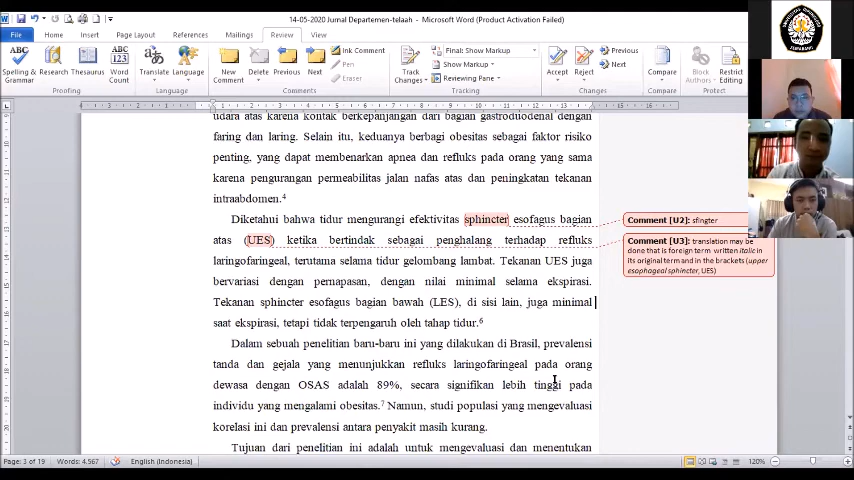 14-05-2020 Jurnal Departemen-telaah - Microsoft Word (Product Activation Failed)
File Home Insert Page Layout References Mailings Review View
Spelling & Grammar
Research
Thesaurus
Word Count
Translate
Language
New Comment
Delete
Previous
Next
Ink Comment
Pen
Eraser
Track Changes
Final: Show Markup
Show Markup
Reviewing Pane
Accept
Reject
Previous
Next
Compare
Block Authors
Restrict Editing
Proofing Language Comments Tracking Changes Compare Protect
udara atas karena kontak berkepanjangan dari bagian gastroduodenal dengan
faring dan laring. Selain itu, keduanya berbagi obesitas sebagai faktor risiko
penting, yang dapat membenarkan apnea dan refluks pada orang yang sama
karena pengurangan permeabilitas jalan nafas atas dan peningkatan tekanan
intraabdomen.4
Diketahui bahwa tidur mengurangi efektivitas sphincter esofagus bagian
atas (UES) ketika bertindak sebagai penghalang terhadap refluks
laringofaringeal, terutama selama tidur gelombang lambat. Tekanan UES juga
bervariasi dengan pernapasan, dengan nilai minimal selama ekspirasi.
Tekanan sphincter esofagus bagian bawah (LES), di sisi lain, juga minimal
saat ekspirasi, tetapi tidak terpengaruh oleh tahap tidur.6
Dalam sebuah penelitian baru-baru ini yang dilakukan di Brasil, prevalensi
tanda dan gejala yang menunjukkan refluks laringofaringeal pada orang
dewasa dengan OSAS adalah 89%, secara signifikan lebih tinggi pada
individu yang mengalami obesitas.7 Namun, studi populasi yang mengevaluasi
korelasi ini dan prevalensi antara penyakit masih kurang.
Tujuan dari penelitian ini adalah untuk mengevaluasi dan menentukan
Comment [U2]: sfingter
Comment [U3]: translation may be
done that is foreign term written italic in
its original term and in the brackets (upper
esophageal sphincter, UES)
Page: 3 of 19 Words: 4.567 English (Indonesia) 120%